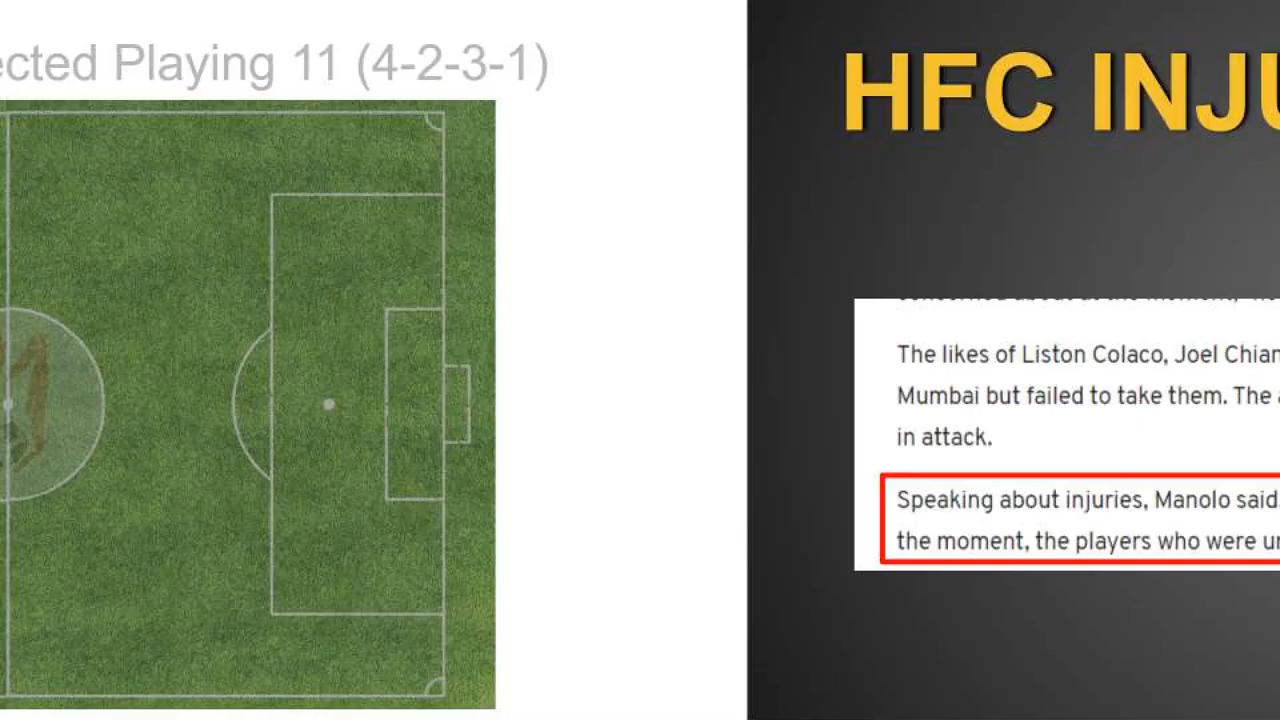 ected Playing 11 (4-2-3-1)
HFC INJU
The likes of Liston Colaco, Joel Chian
Mumbai but failed to take them. The a
in attack.
Speaking about injuries, Manolo said
the moment, the players who were un